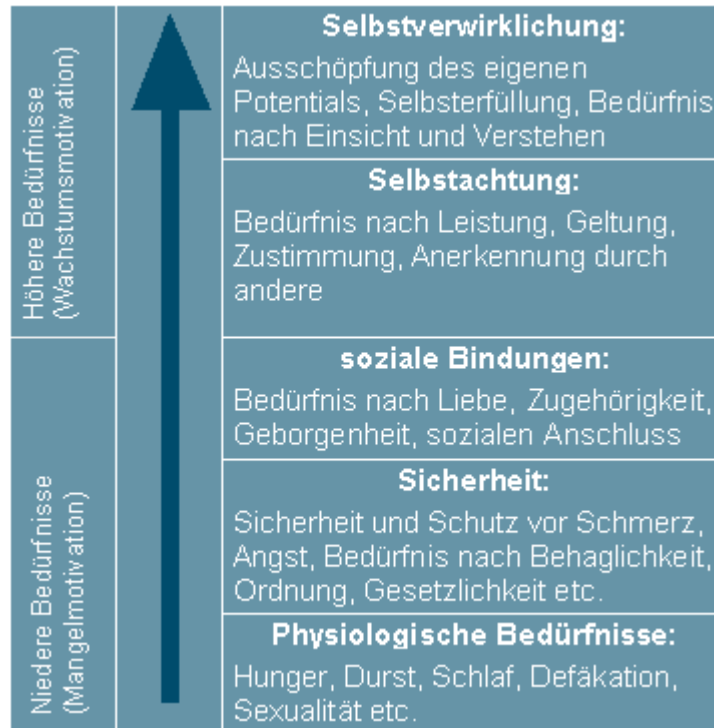 Höhere Bedürfnisse
(Wachstumsmotivation)
Selbstverwirklichung:
Ausschöpfung des eigenen
Potentials, Selbsterfüllung, Bedürfnis
nach Einsicht und Verstehen
Selbstachtung:
Bedürfnis nach Leistung, Geltung,
Zustimmung, Anerkennung durch
andere
Niedere Bedürfnisse
(Mangelmotivation)
soziale Bindungen:
Bedürfnis nach Liebe, Zugehörigkeit,
Geborgenheit, sozialen Anschluss
Sicherheit:
Sicherheit und Schutz vor Schmerz,
Angst, Bedürfnis nach Behaglichkeit,
Ordnung, Gesetzlichkeit etc.
Physiologische Bedürfnisse:
Hunger, Durst, Schlaf, Defäkation,
Sexualität etc.